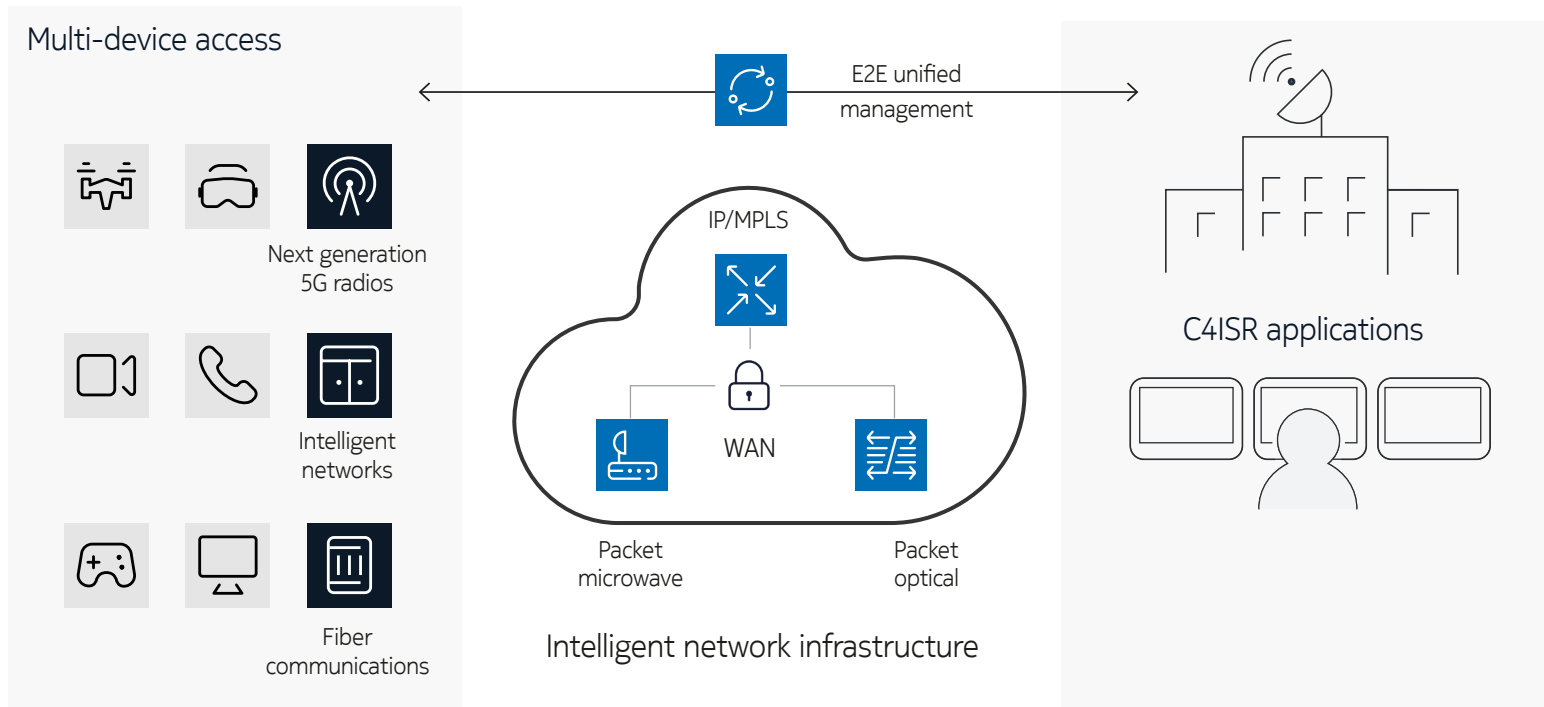 Multi-device access
Next generation
5G radios
Intelligent
networks
Fiber
communications
E2E unified
management
IP/MPLS
WAN
Packet
microwave
Packet
optical
Intelligent network infrastructure
C4ISR applications